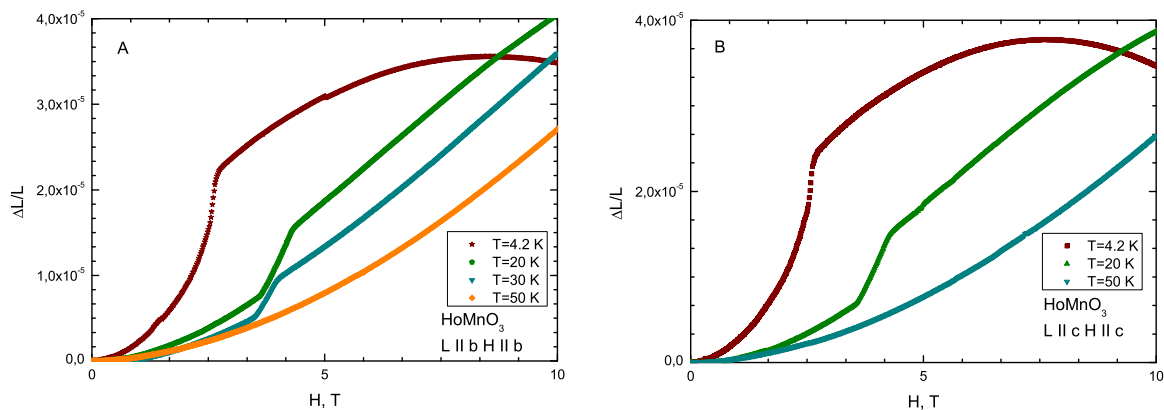 A
4,0x10⁻⁵
3,0x10⁻⁵
2,0x10⁻⁵
1,0x10⁻⁵
0,0
ΔL/L
T=4.2 K
T=20 K
T=30 K
T=50 K
HoMnO₃
L II b H II b
0 5 10
H, T
B
4,0x10⁻⁵
2,0x10⁻⁵
0,0
ΔL/L
T=4.2 K
T=20 K
T=50 K
HoMnO₃
L II c H II c
0 5 10
H, T